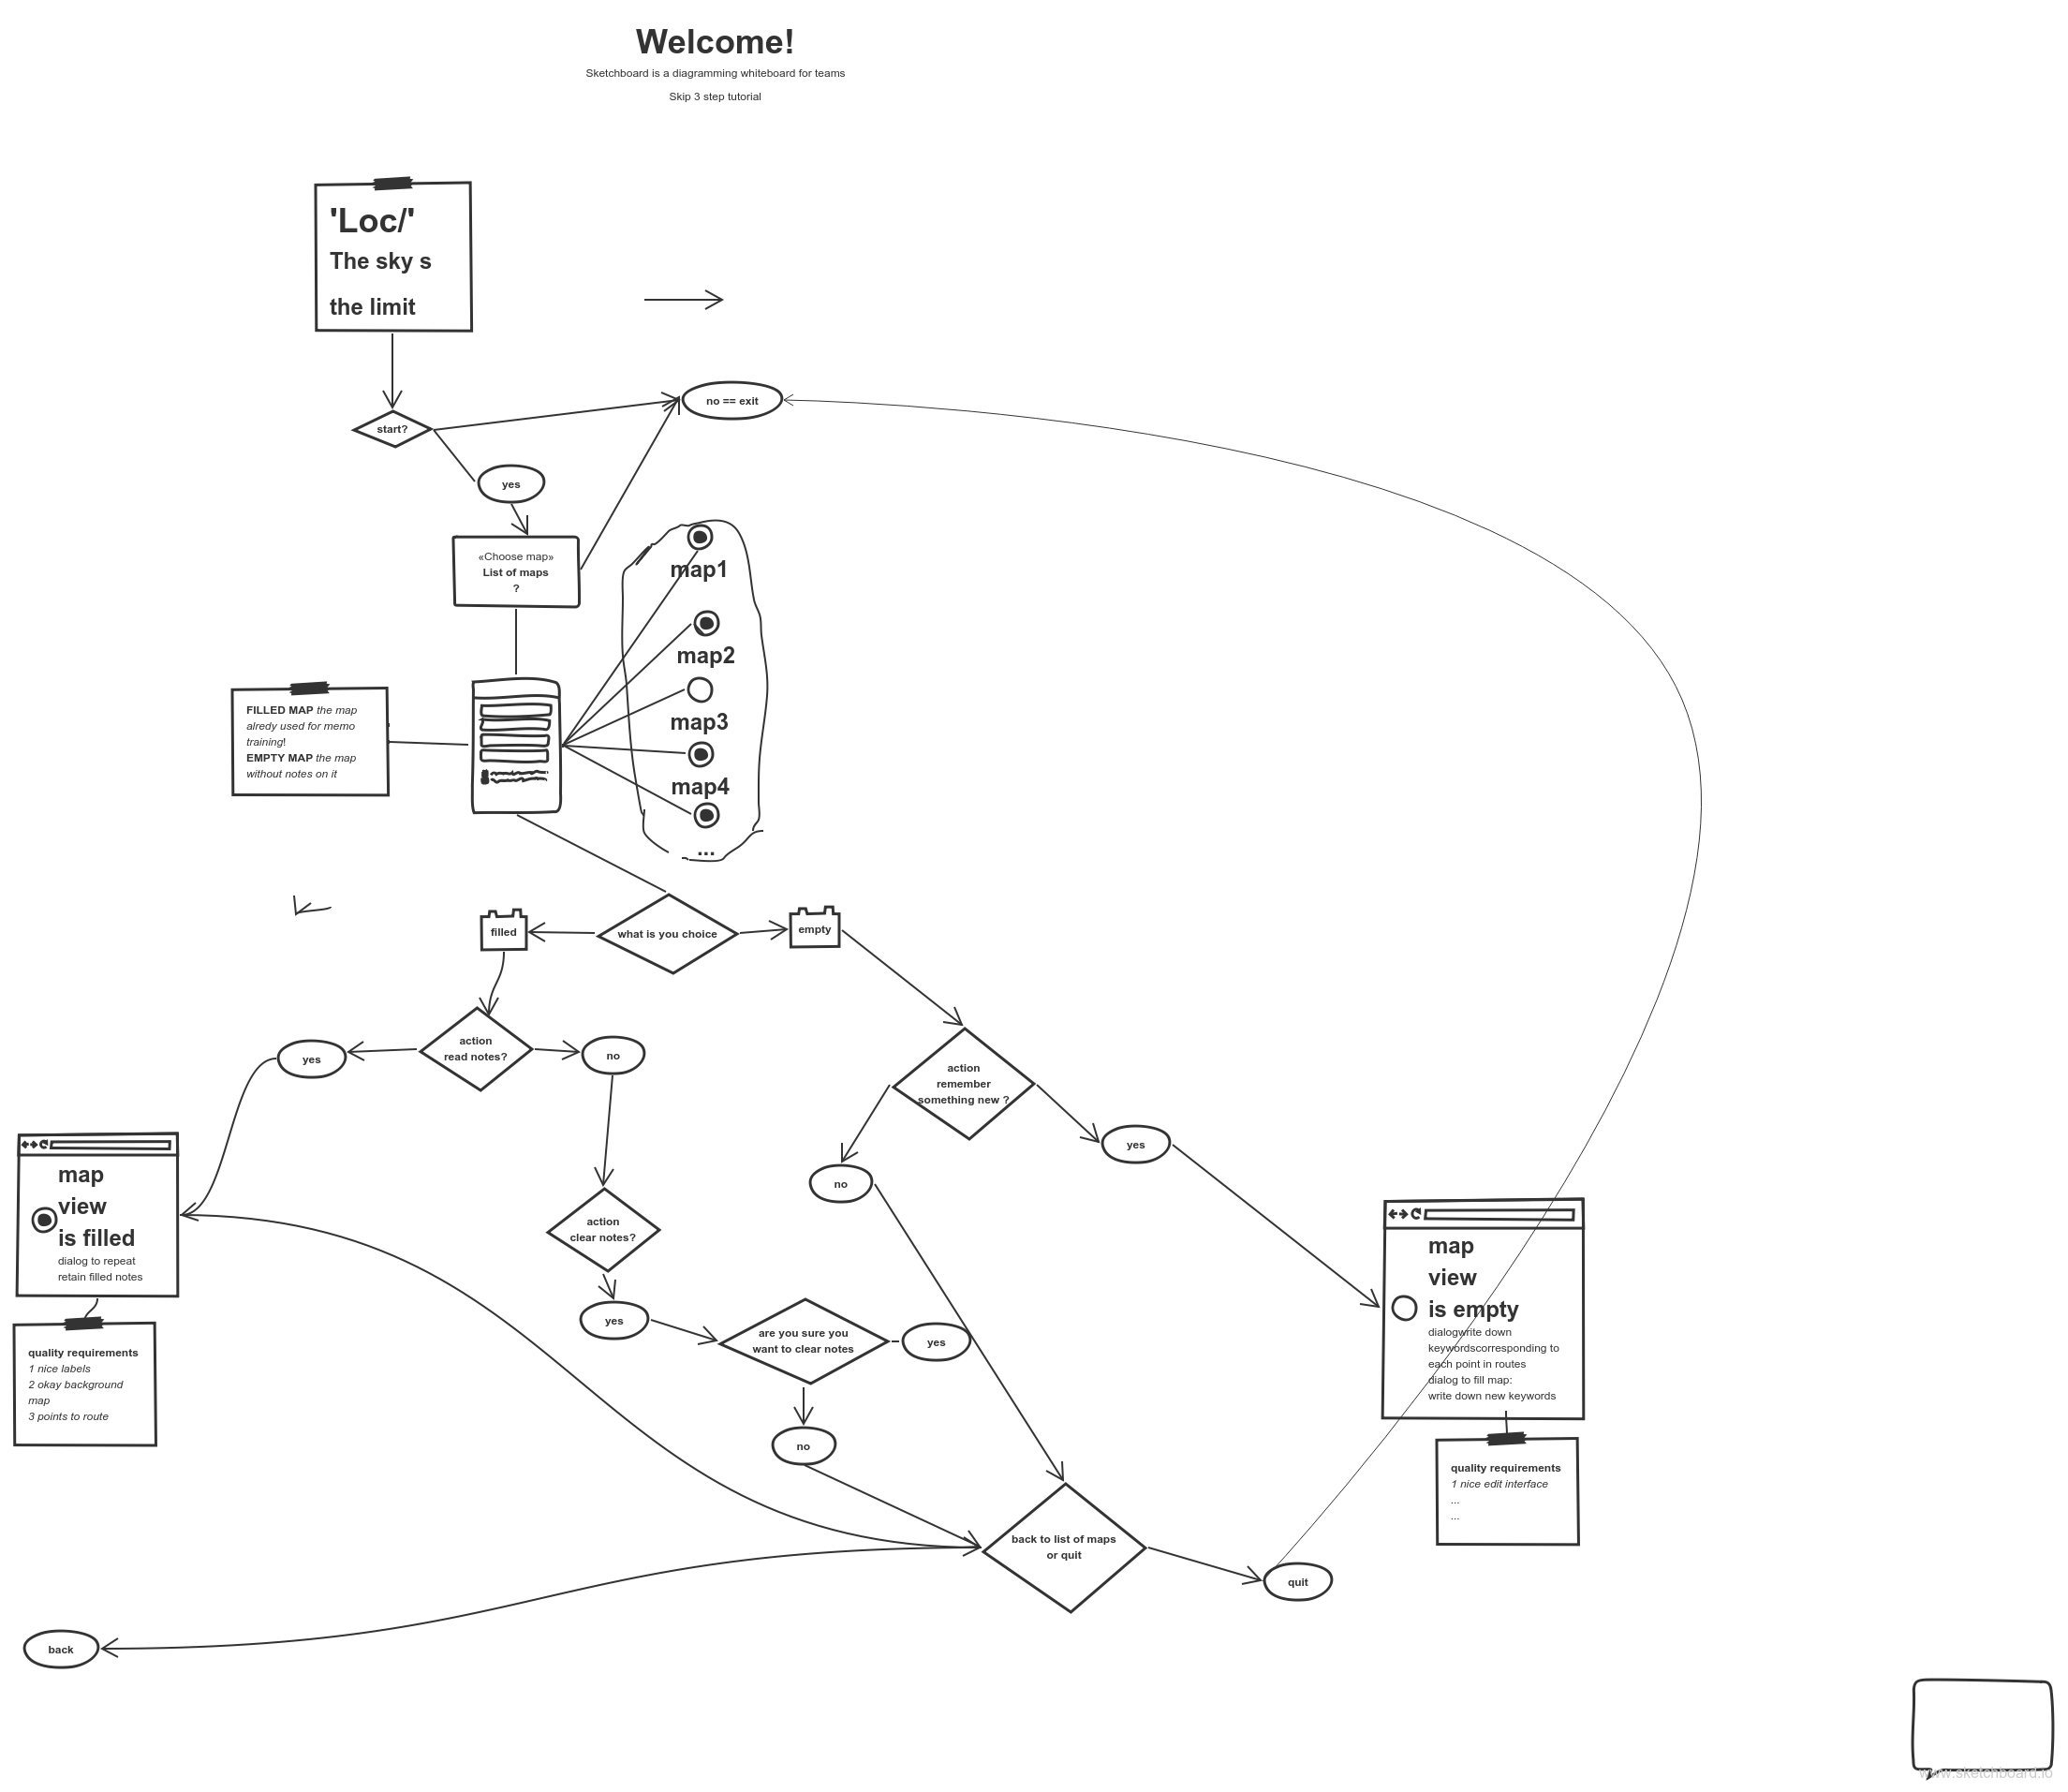 Welcome!
Sketchboard is a diagramming whiteboard for teams
Skip 3 step tutorial
'Loc/'
The sky s
the limit
no == exit
start?
yes
«Choose map»
List of maps
?
map1
map2
map3
map4
...
FILLED MAP the map
alredy used for memo
training!
EMPTY MAP the map
without notes on it
filled
what is you choice
empty
yes
action
read notes?
no
action
remember
something new ?
yes
no
map
view
is filled
dialog to repeat
retain filled notes
action
clear notes?
yes
are you sure you
want to clear notes
yes
no
map
view
is empty
dialogwrite down
keywordscorresponding to
each point in routes
dialog to fill map:
write down new keywords
quality requirements
1 nice labels
2 okay background
map
3 points to route
quality requirements
1 nice edit interface
...
...
back to list of maps
or quit
quit
back
www.sketchboard.io